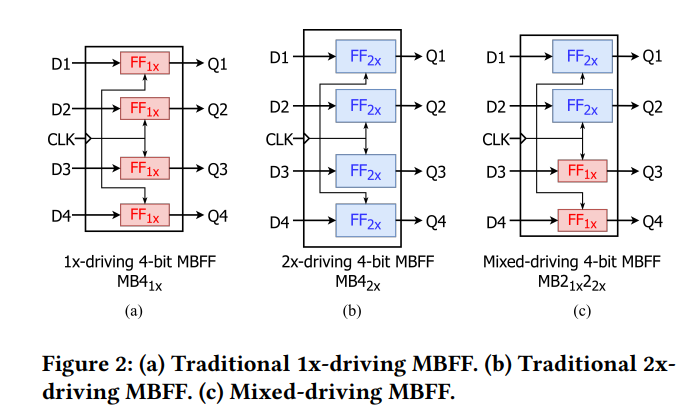 D1 FF1x Q1
D2 FF1x Q2
CLK
D3 FF1x Q3
D4 FF1x Q4
1x-driving 4-bit MBFF
MB41x
(a)
D1 FF2x Q1
D2 FF2x Q2
CLK
D3 FF2x Q3
D4 FF2x Q4
2x-driving 4-bit MBFF
MB42x
(b)
D1 FF2x Q1
D2 FF2x Q2
CLK
D3 FF1x Q3
D4 FF1x Q4
Mixed-driving 4-bit MBFF
MB21x22x
(c)
Figure 2: (a) Traditional 1x-driving MBFF. (b) Traditional 2x-
driving MBFF. (c) Mixed-driving MBFF.